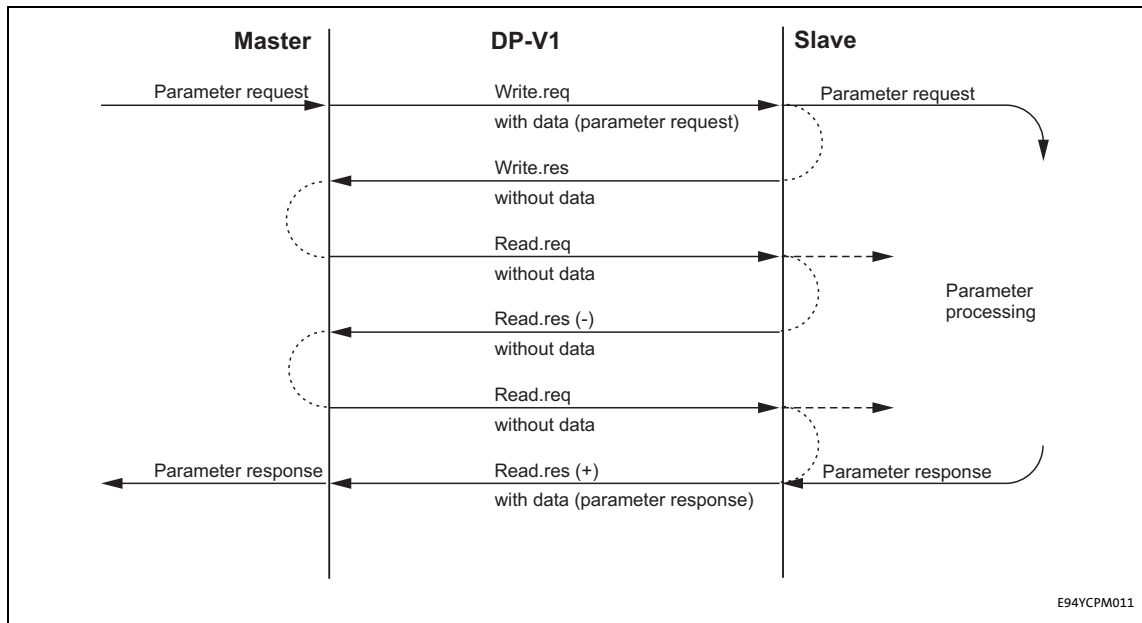 Master
DP-V1
Slave
Parameter request
Write.req
Parameter request
with data (parameter request)
Write.res
without data
Read.req
without data
Parameter
processing
Read.res (-)
without data
Read.req
without data
Parameter response
Read.res (+)
Parameter response
with data (parameter response)
E94YCPM011